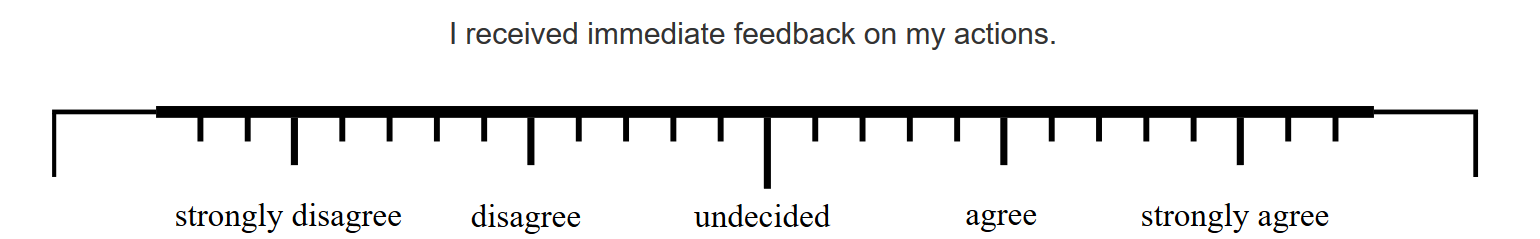 I received immediate feedback on my actions.
strongly disagree disagree undecided agree strongly agree